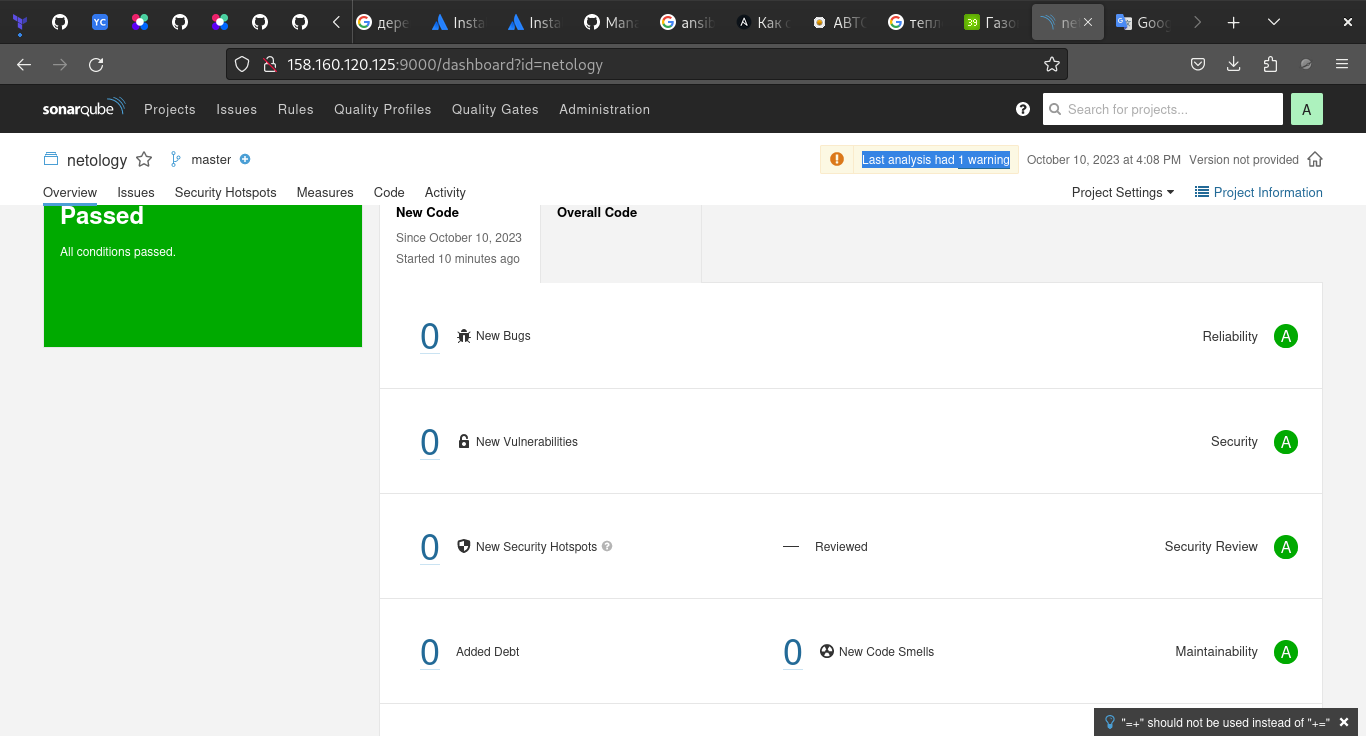 YC
дере
Insta
Insta
Mana
ansib
A Как
АВТО
тепл
39 Газо
ne
Goog
158.160.120.125:9000/dashboard?id=netology
sonarqube Projects Issues Rules Quality Profiles Quality Gates Administration
Search for projects...
A
netology master
Last analysis had 1 warning October 10, 2023 at 4:08 PM Version not provided
Overview Issues Security Hotspots Measures Code Activity
Project Settings Project Information
Passed
All conditions passed.
New Code
Since October 10, 2023
Started 10 minutes ago
Overall Code
0 New Bugs Reliability A
0 New Vulnerabilities Security A
0 New Security Hotspots ? — Reviewed Security Review A
0 Added Debt 0 New Code Smells Maintainability A
"=+" should not be used instead of "+="